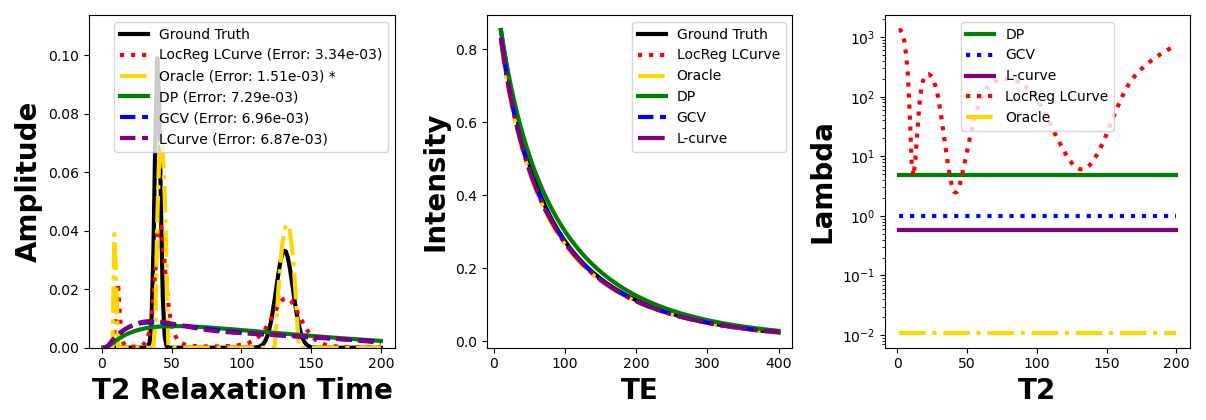 Amplitude
0.10
0.08
0.06
0.04
0.02
0.00
Ground Truth
LocReg LCurve (Error: 3.34e-03)
Oracle (Error: 1.51e-03) *
DP (Error: 7.29e-03)
GCV (Error: 6.96e-03)
LCurve (Error: 6.87e-03)
0 50 100 150 200
T2 Relaxation Time
Intensity
0.8
0.6
0.4
0.2
0.0
Ground Truth
LocReg LCurve
Oracle
DP
GCV
L-curve
0 100 200 300 400
TE
Lambda
10³
10²
10¹
10⁰
10⁻¹
10⁻²
DP
GCV
L-curve
LocReg LCurve
Oracle
0 50 100 150 200
T2